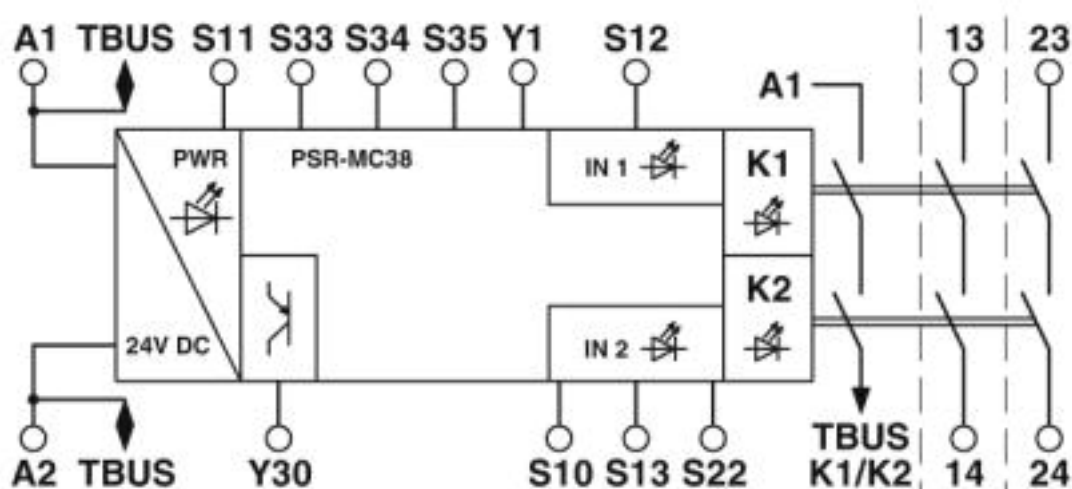 A1 TBUS S11 S33 S34 S35 Y1 S12 13 23
A1
PWR PSR-MC38 IN 1 K1
24V DC IN 2 K2
TBUS
A2 TBUS Y30 S10 S13 S22 K1/K2 14 24